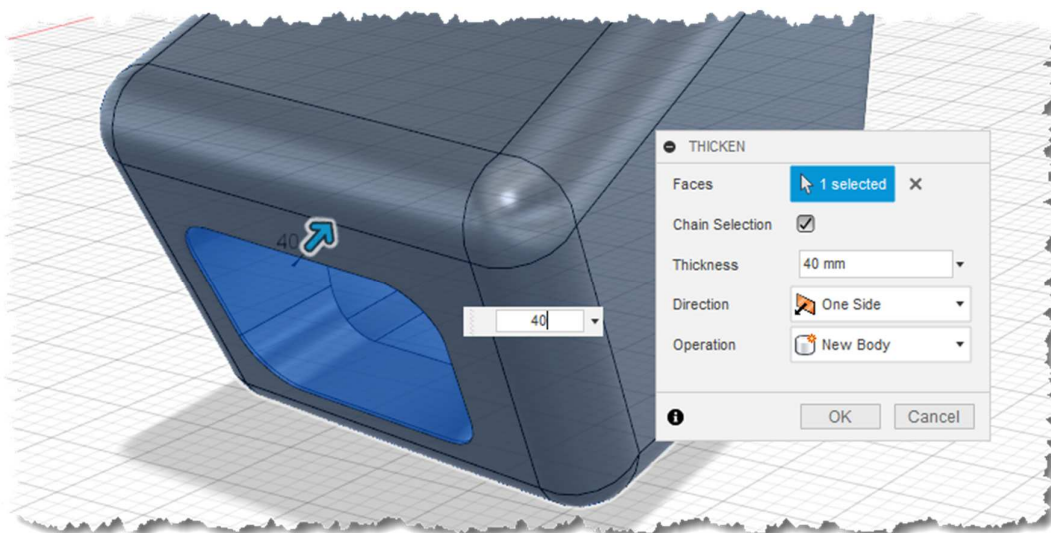 THICKEN
Faces 1 selected
Chain Selection
Thickness 40 mm
Direction One Side
Operation New Body
OK Cancel
40
40